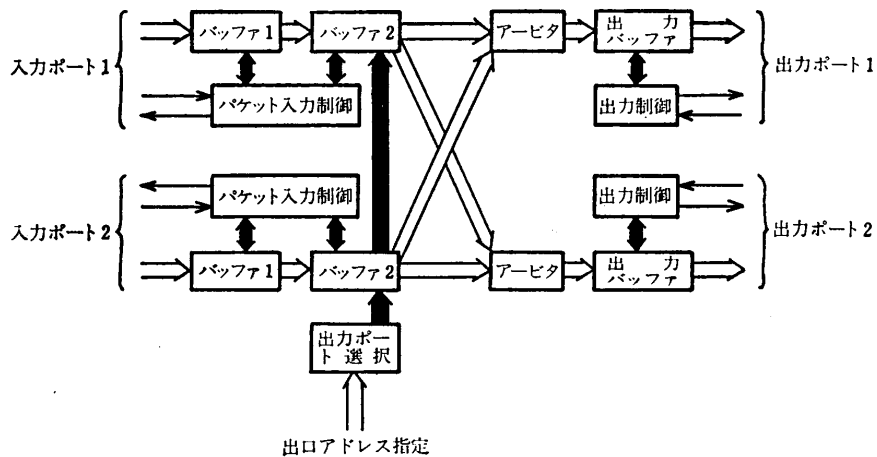 バッファ1
バッファ2
アービタ
出力
バッファ
入力ポート1
出力ポート1
パケット入力制御
出力制御
パケット入力制御
出力制御
入力ポート2
出力ポート2
バッファ1
バッファ2
アービタ
出力
バッファ
出力ポー
ト選択
出口アドレス指定